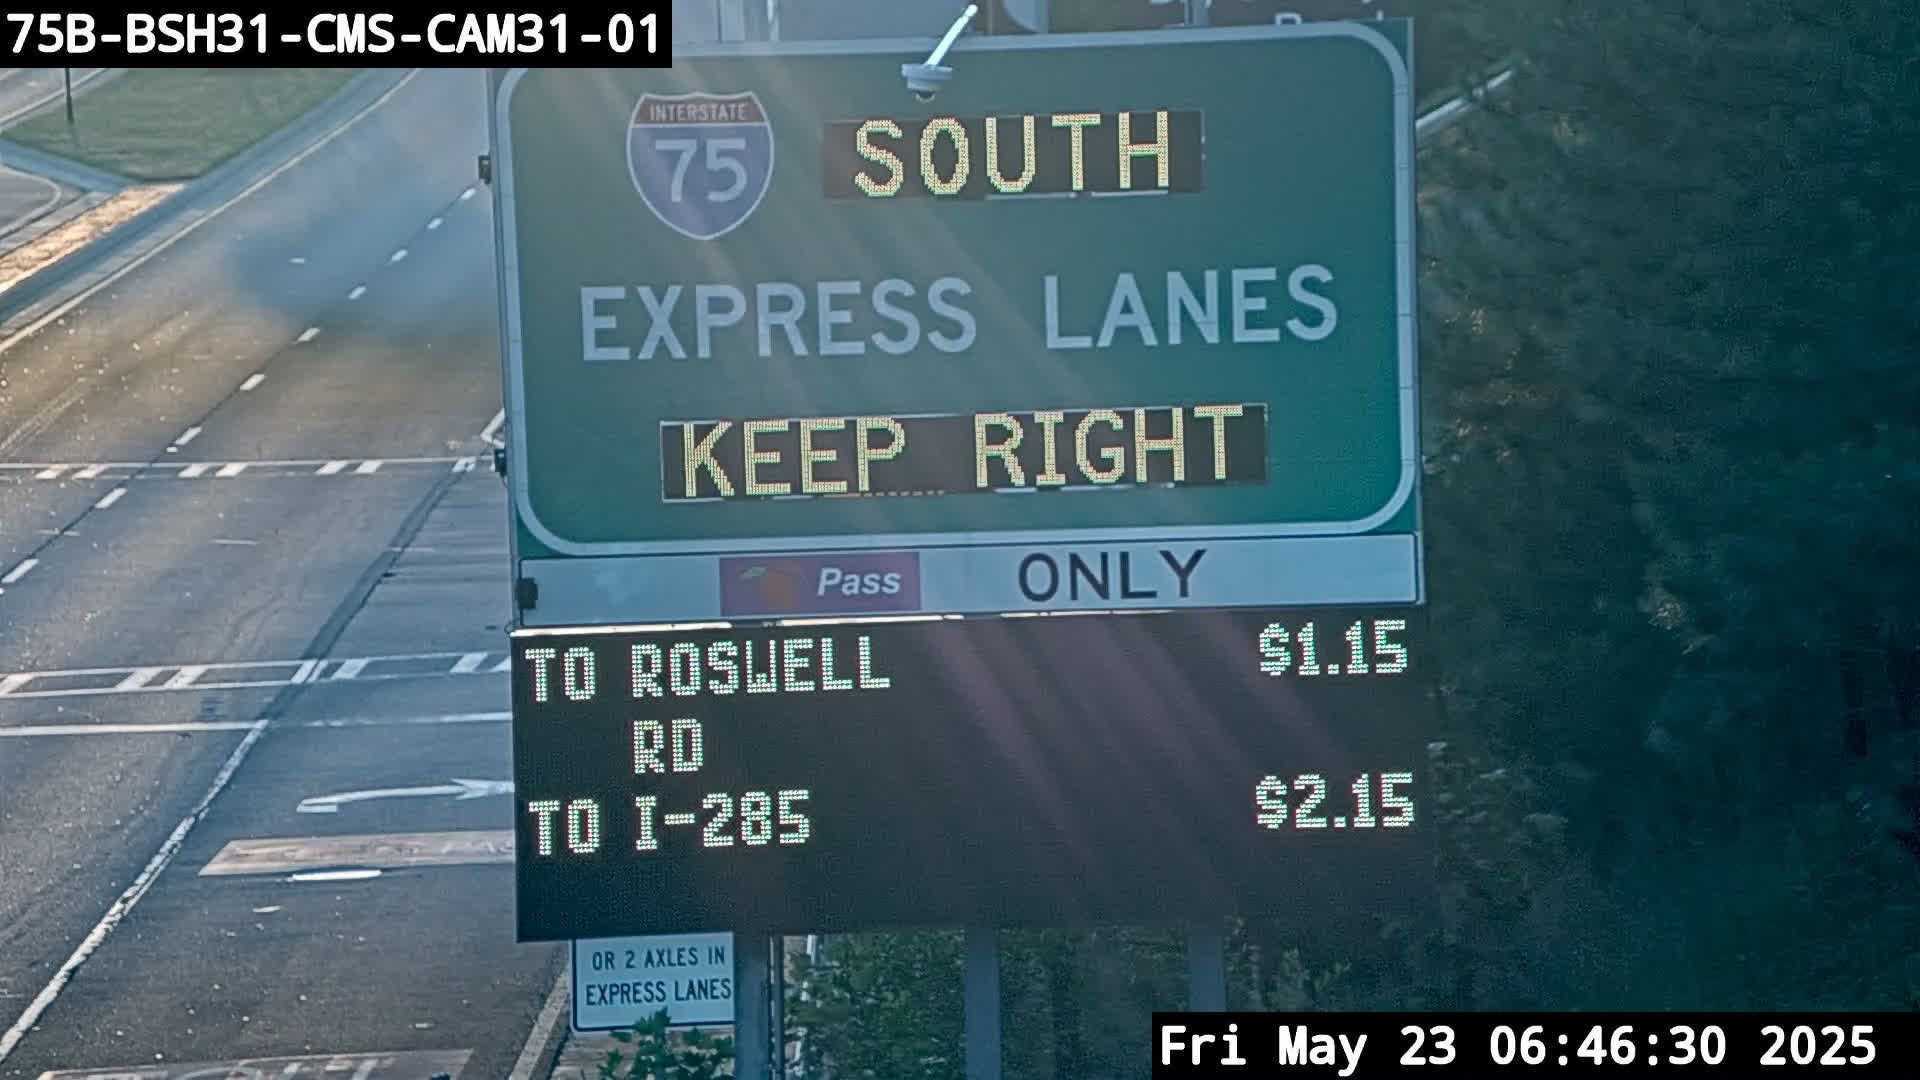 75B-BSH31-CMS-CAM31-01
INTERSTATE
75
SOUTH
EXPRESS LANES
KEEP RIGHT
Pass ONLY
TO ROSWELL $1.15
RD
TO I-285 $2.15
OR 2 AXLES IN
EXPRESS LANES
Fri May 23 06:46:30 2025